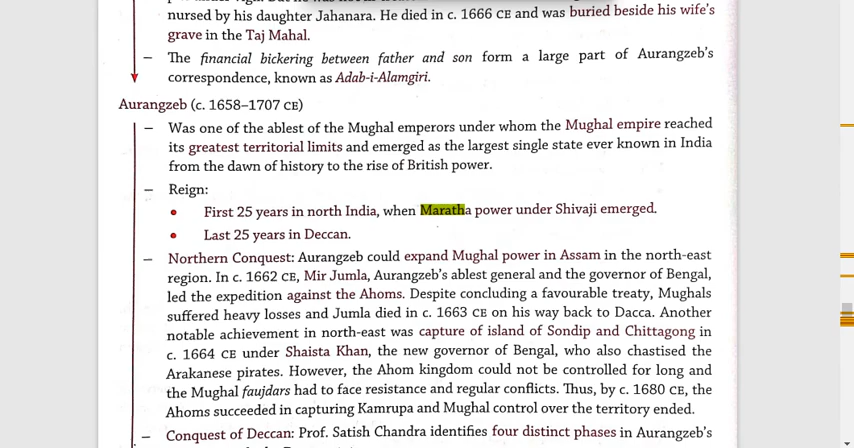 nursed by his daughter Jahanara. He died in c. 1666 CE and was buried beside his wife's
grave in the Taj Mahal.
– The financial bickering between father and son form a large part of Aurangzeb's
correspondence, known as Adab-i-Alamgiri.
Aurangzeb (c. 1658–1707 CE)
– Was one of the ablest of the Mughal emperors under whom the Mughal empire reached
its greatest territorial limits and emerged as the largest single state ever known in India
from the dawn of history to the rise of British power.
– Reign:
• First 25 years in north India, when Maratha power under Shivaji emerged.
• Last 25 years in Deccan.
– Northern Conquest: Aurangzeb could expand Mughal power in Assam in the north-east
region. In c. 1662 CE, Mir Jumla, Aurangzeb's ablest general and the governor of Bengal,
led the expedition against the Ahoms. Despite concluding a favourable treaty, Mughals
suffered heavy losses and Jumla died in c. 1663 CE on his way back to Dacca. Another
notable achievement in north-east was capture of island of Sondip and Chittagong in
c. 1664 CE under Shaista Khan, the new governor of Bengal, who also chastised the
Arakanese pirates. However, the Ahom kingdom could not be controlled for long and
the Mughal faujdars had to face resistance and regular conflicts. Thus, by c. 1680 CE, the
Ahoms succeeded in capturing Kamrupa and Mughal control over the territory ended.
– Conquest of Deccan: Prof. Satish Chandra identifies four distinct phases in Aurangzeb's